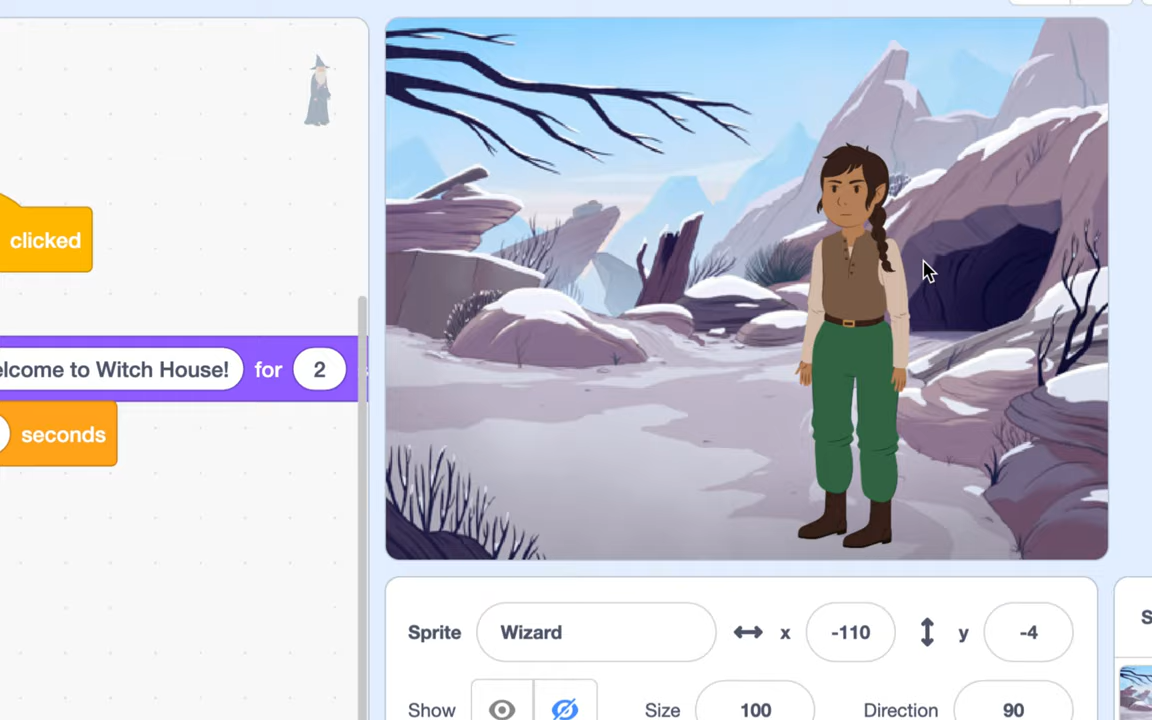 clicked
elcome to Witch House! for 2
seconds
Sprite Wizard x -110 y -4
Show Size 100 Direction 90